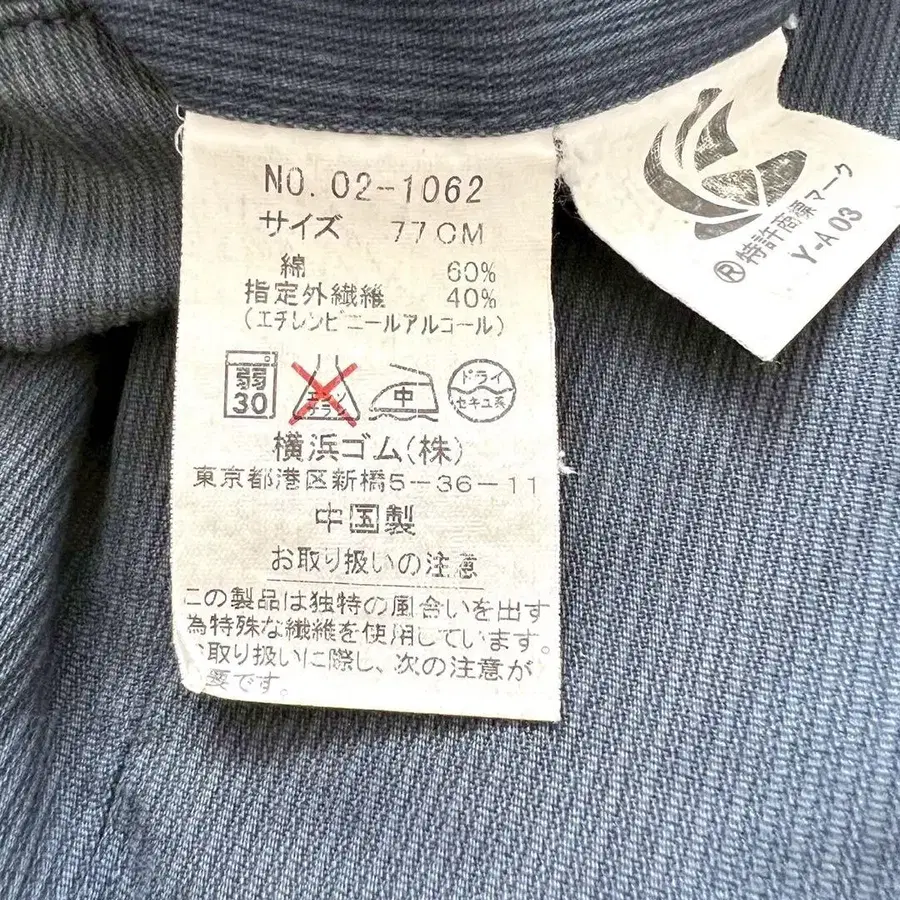 NO. 02-1062
サイズ 77CM
綿 60%
指定外繊維 40%
(エチレンビニールアルコール)
弱
30
エンソ
サラシ
中
ドライ
セキユ系
横浜ゴム(株)
東京都港区新橋5-36-11
中国製
お取り扱いの注意
この製品は独特の風合いを出す
為特殊な繊維を使用しています。
お取り扱いに際し、次の注意が
必要です。
® 特許商標マーク
Y-A 03